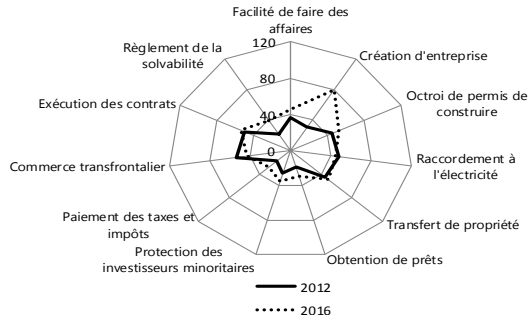 Facilité de faire des
affaires
Création d'entreprise
Octroi de permis de
construire
Raccordement à
l'électricité
Transfert de propriété
Obtention de prêts
Protection des
investisseurs minoritaires
Paiement des taxes et
impôts
Commerce transfrontalier
Exécution des contrats
Règlement de la
solvabilité
120
80
40
0
2012
2016